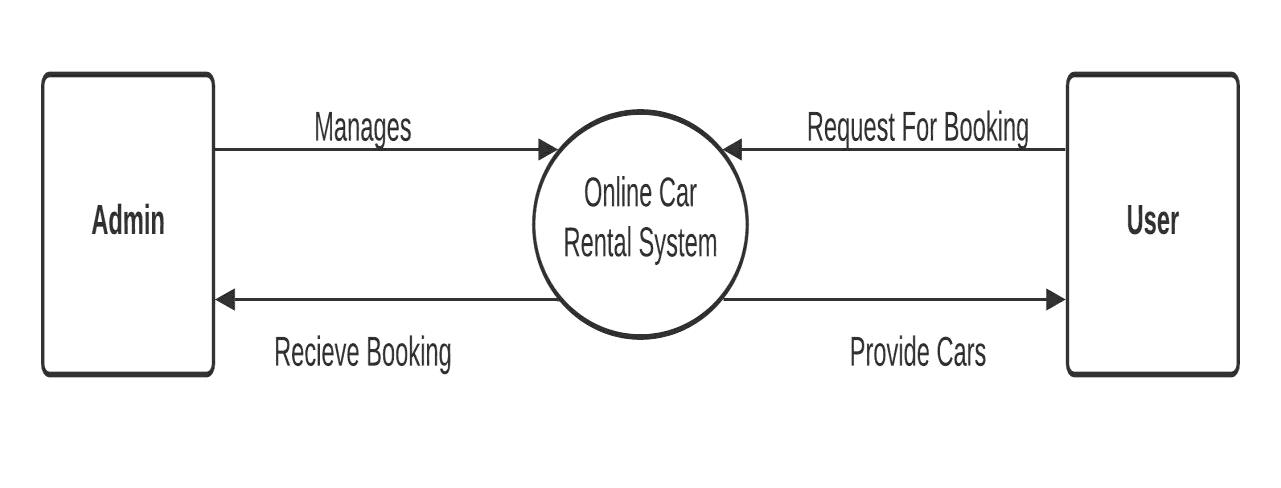 Manages
Request For Booking
Admin
Online Car
Rental System
User
Recieve Booking
Provide Cars